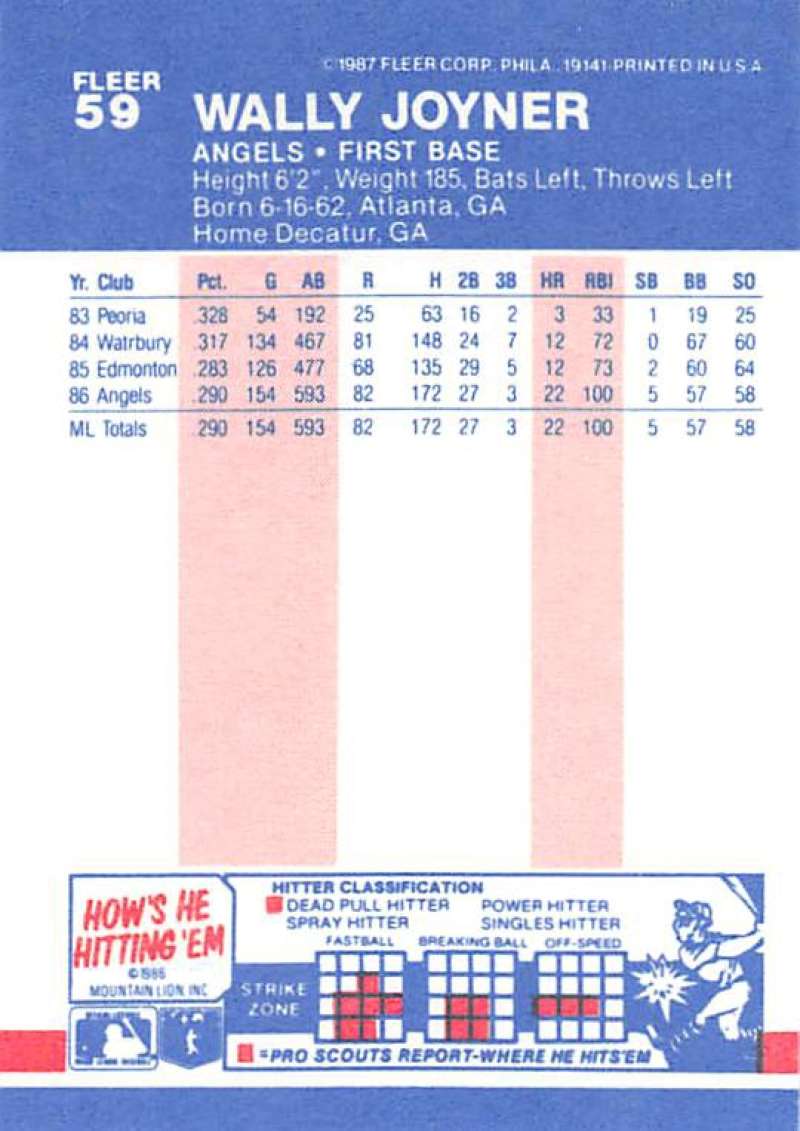 ©1987 FLEER CORP. PHILA. 19141-PRINTED IN U.S.A
FLEER
59 WALLY JOYNER
ANGELS • FIRST BASE
Height 6'2", Weight 185, Bats Left, Throws Left
Born 6-16-62, Atlanta, GA
Home Decatur, GA
Yr. Club Pct. G AB R H 2B 3B HR RBI SB BB SO
83 Peoria .328 54 192 25 63 16 2 3 33 1 19 25
84 Watrbury .317 134 467 81 148 24 7 12 72 0 67 60
85 Edmonton .283 126 477 68 135 29 5 12 73 2 60 64
86 Angels .290 154 593 82 172 27 3 22 100 5 57 58
ML Totals .290 154 593 82 172 27 3 22 100 5 57 58
HOW'S HE
HITTING 'EM
©1986
MOUNTAIN LION, INC
HITTER CLASSIFICATION
DEAD PULL HITTER POWER HITTER
SPRAY HITTER SINGLES HITTER
FASTBALL BREAKING BALL OFF-SPEED
STRIKE
ZONE
=PRO SCOUTS REPORT-WHERE HE HITS'EM